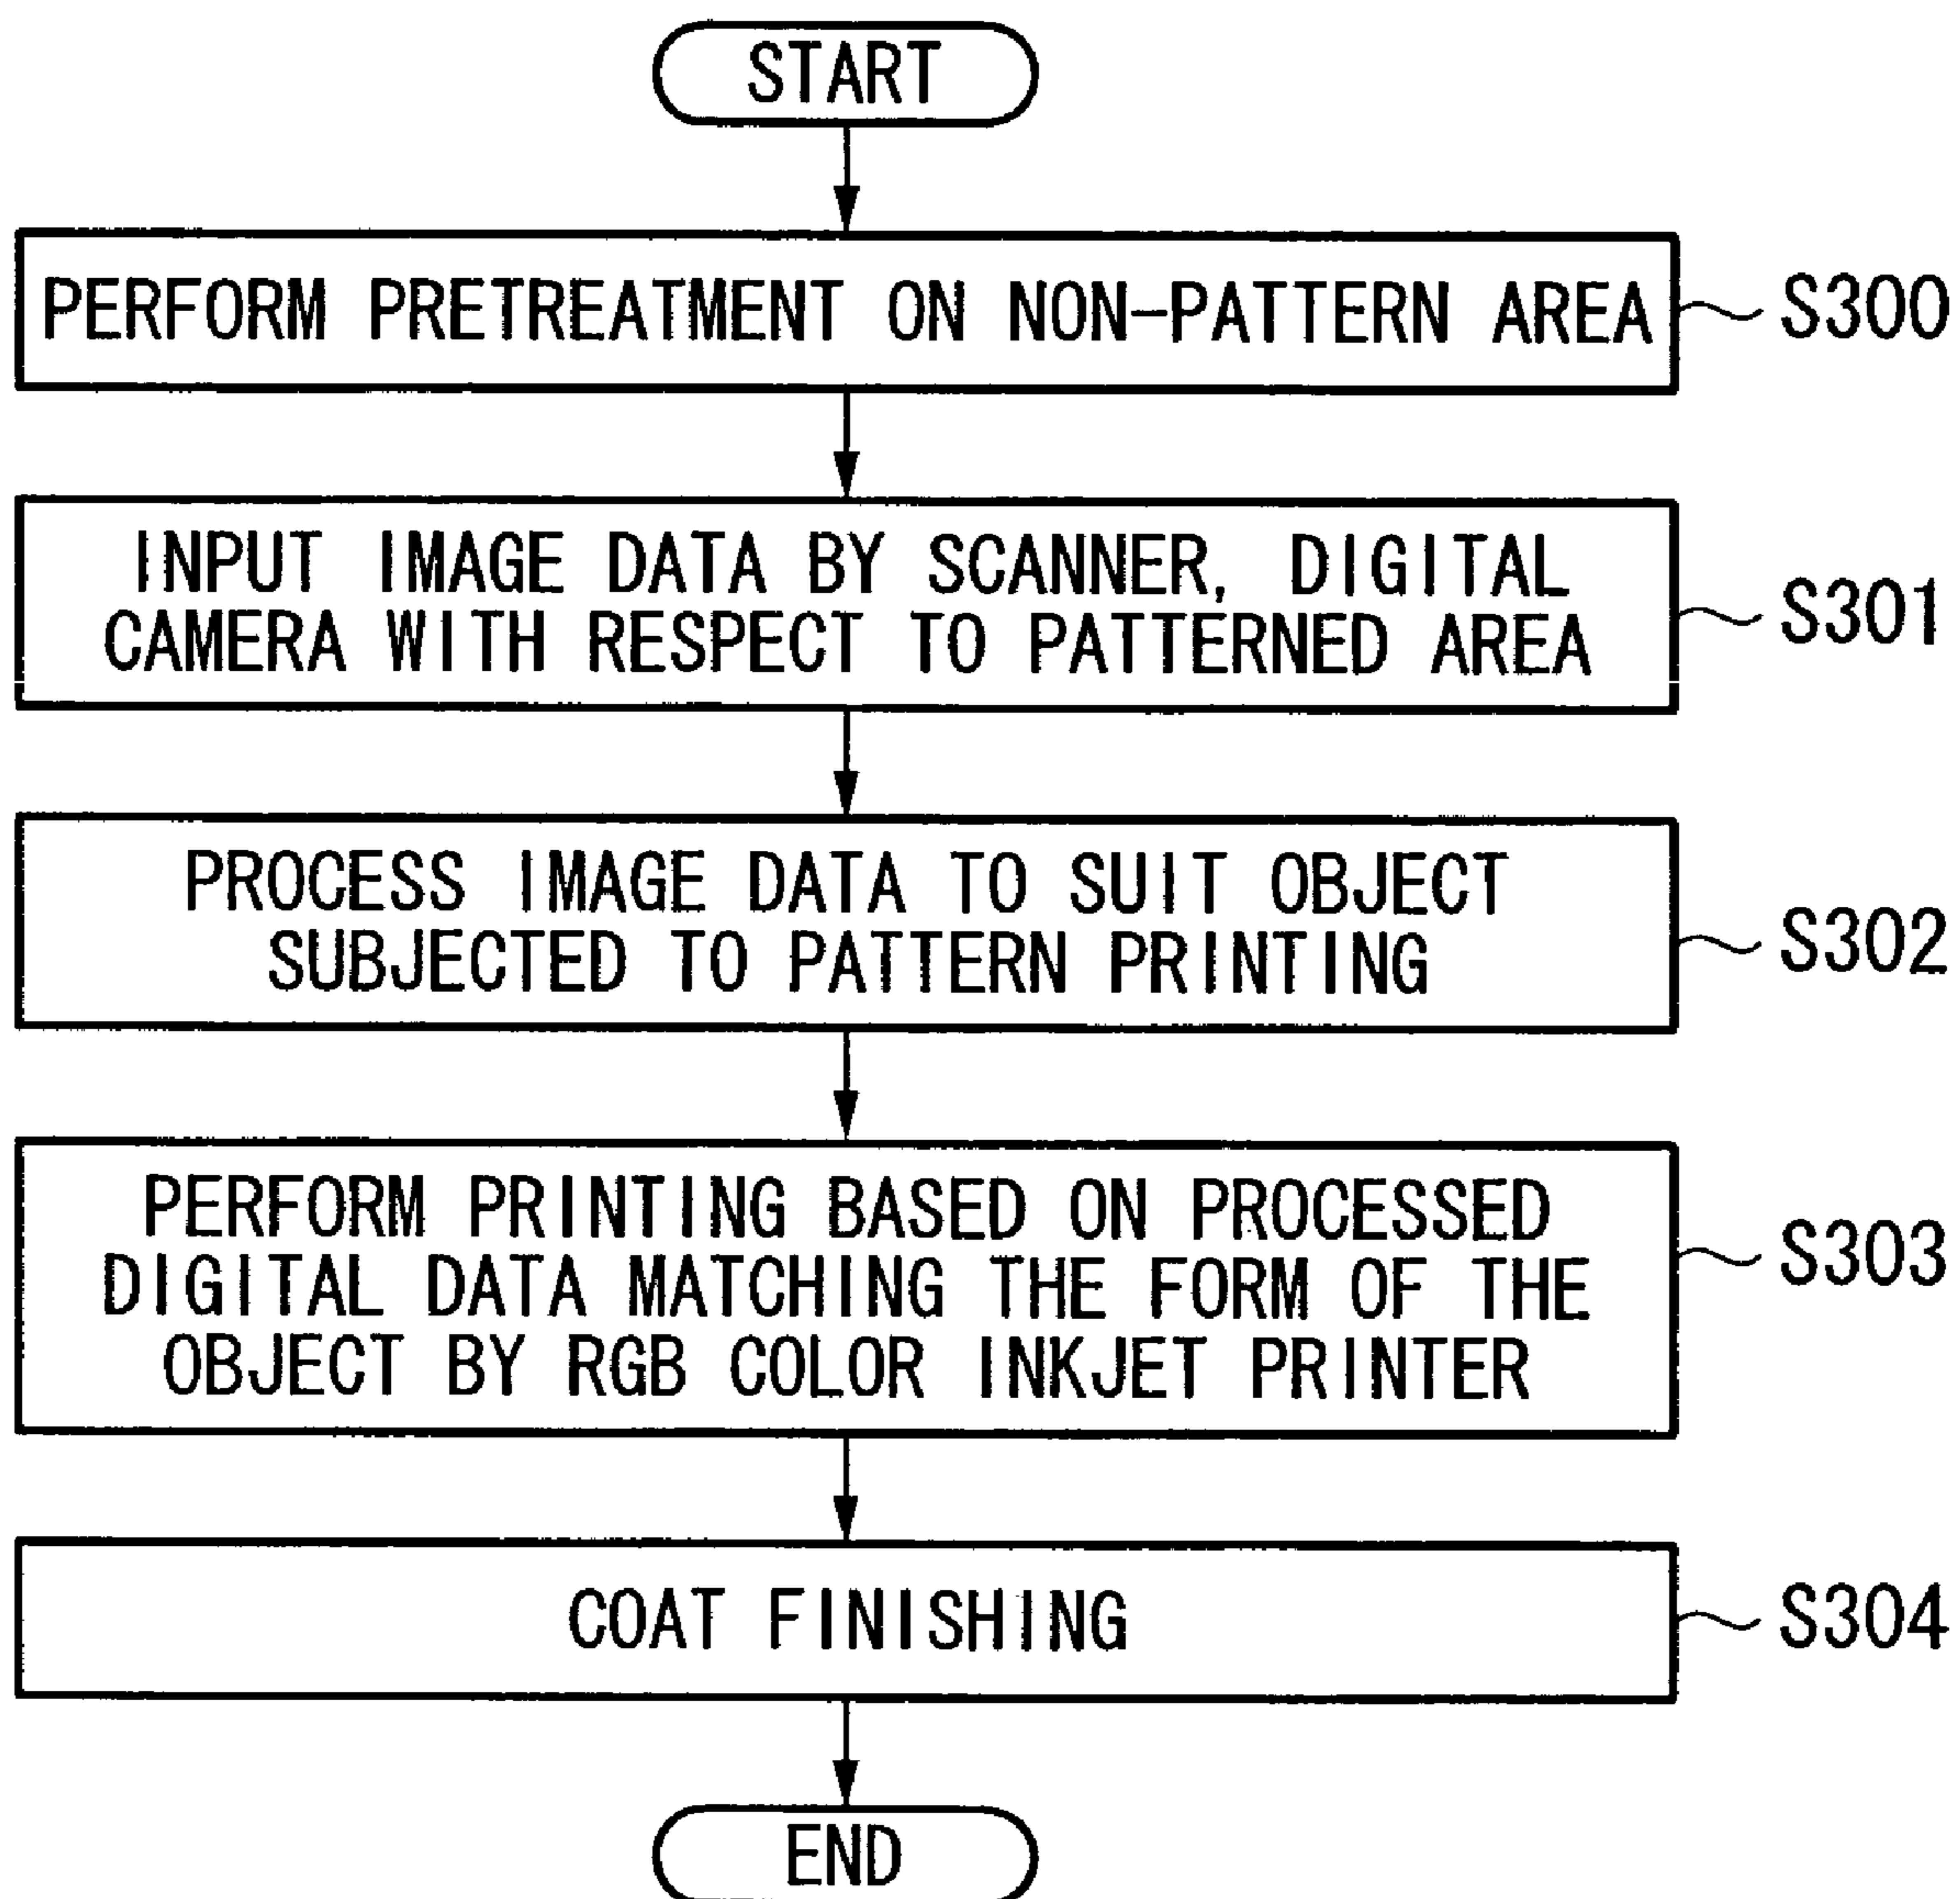 START
PERFORM PRETREATMENT ON NON-PATTERN AREA
S300
INPUT IMAGE DATA BY SCANNER, DIGITAL
CAMERA WITH RESPECT TO PATTERNED AREA
S301
PROCESS IMAGE DATA TO SUIT OBJECT
SUBJECTED TO PATTERN PRINTING
S302
PERFORM PRINTING BASED ON PROCESSED
DIGITAL DATA MATCHING THE FORM OF THE
OBJECT BY RGB COLOR INKJET PRINTER
S303
COAT FINISHING
S304
END